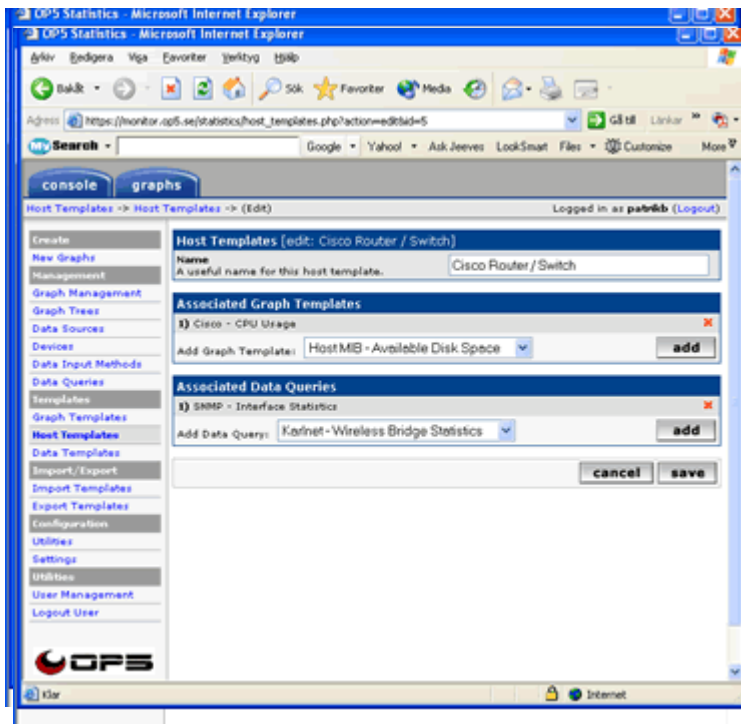 OP5 Statistics - Microsoft Internet Explorer
OP5 Statistics - Microsoft Internet Explorer
Arkiv Redigera Visa Favoriter Verktyg Hjälp
Bakåt Sök Favoriter Media
Adress https://monitor.op5.se/statistics/host_templates.php?action=edit&id=5 Gå till Länkar »
My Search Google Yahoo! Ask Jeeves LookSmart Files Customize More
console graphs
Host Templates -> Host Templates -> (Edit) Logged in as patrikb (Logout)
Create
New Graphs
Management
Graph Management
Graph Trees
Data Sources
Devices
Data Input Methods
Data Queries
Templates
Graph Templates
Host Templates
Data Templates
Import/Export
Import Templates
Export Templates
Configuration
Utilities
Settings
Utilities
User Management
Logout User
OP5
Host Templates [edit: Cisco Router / Switch]
Name
A useful name for this host template. Cisco Router / Switch
Associated Graph Templates
1) Cisco - CPU Usage
Add Graph Template: Host MIB - Available Disk Space add
Associated Data Queries
1) SNMP - Interface Statistics
Add Data Query: Karlnet - Wireless Bridge Statistics add
cancel save
Klar Internet